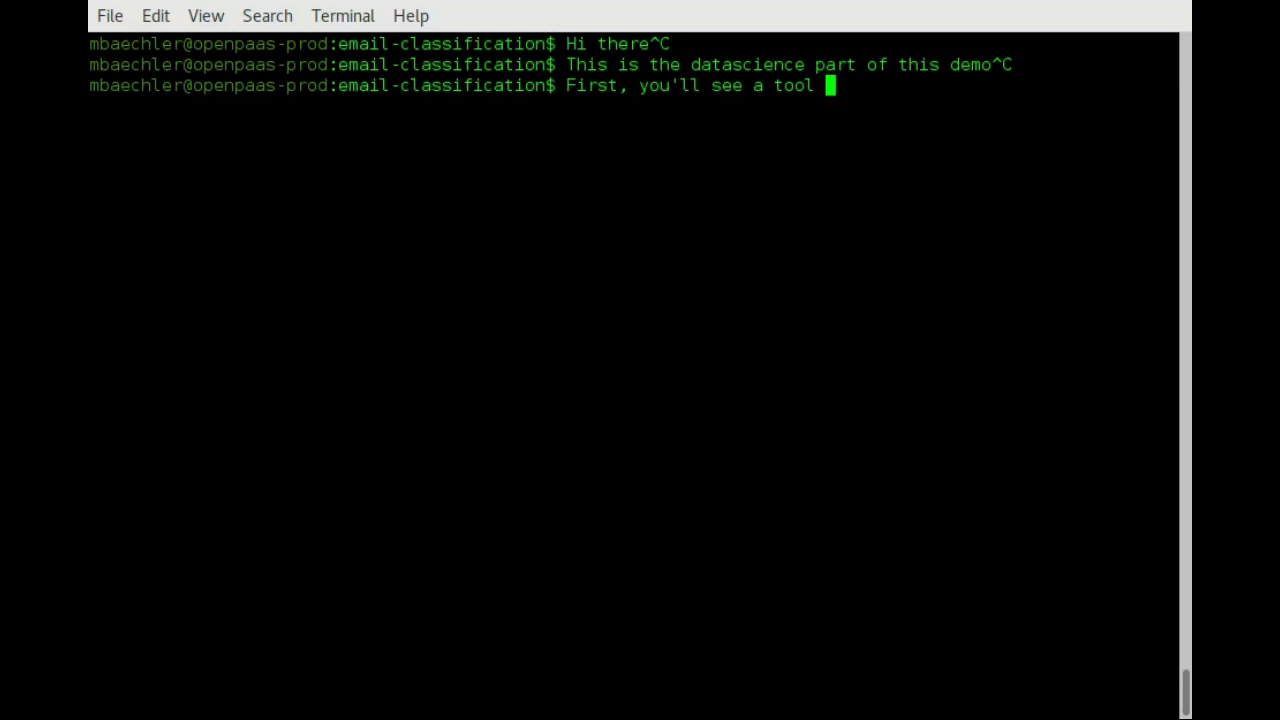 File Edit View Search Terminal Help
mbaechler@openpaas-prod:email-classification$ Hi there^C
mbaechler@openpaas-prod:email-classification$ This is the datascience part of this demo^C
mbaechler@openpaas-prod:email-classification$ First, you'll see a tool